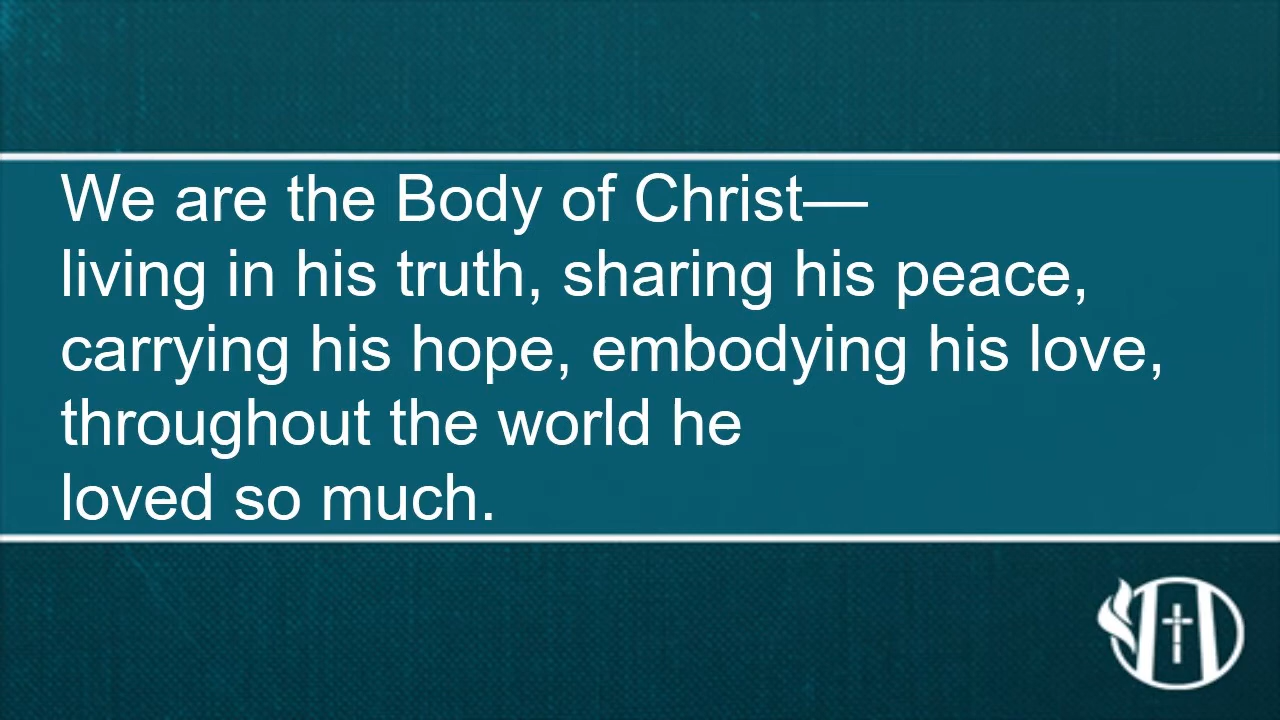 We are the Body of Christ—
living in his truth, sharing his peace,
carrying his hope, embodying his love,
throughout the world he
loved so much.